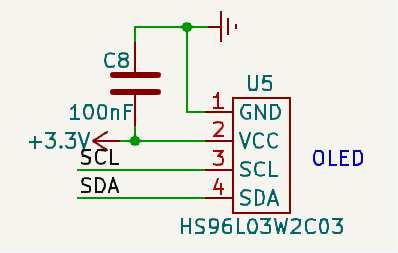 C8
100nF
+3.3V
SCL
SDA
U5
1 GND
2 VCC
3 SCL
4 SDA
OLED
HS96L03W2C03